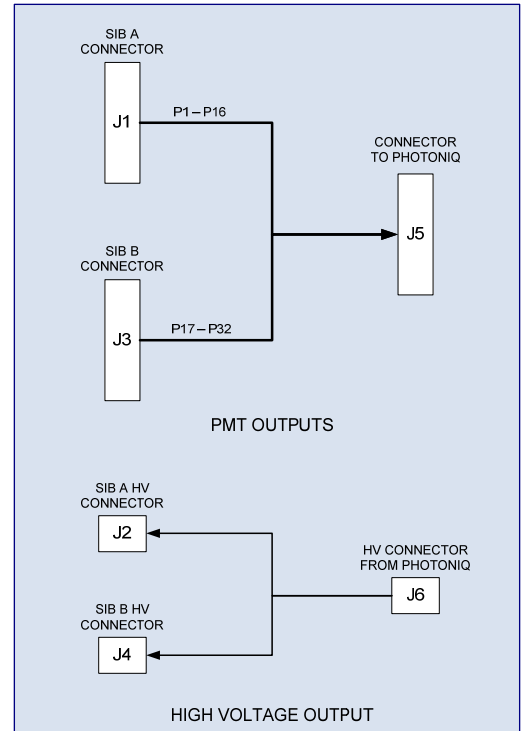 SIB A
CONNECTOR
J1
P1–P16
CONNECTOR
TO PHOTONIQ
J5
SIB B
CONNECTOR
J3
P17–P32
PMT OUTPUTS
SIB A HV
CONNECTOR
J2
HV CONNECTOR
FROM PHOTONIQ
J6
SIB B HV
CONNECTOR
J4
HIGH VOLTAGE OUTPUT